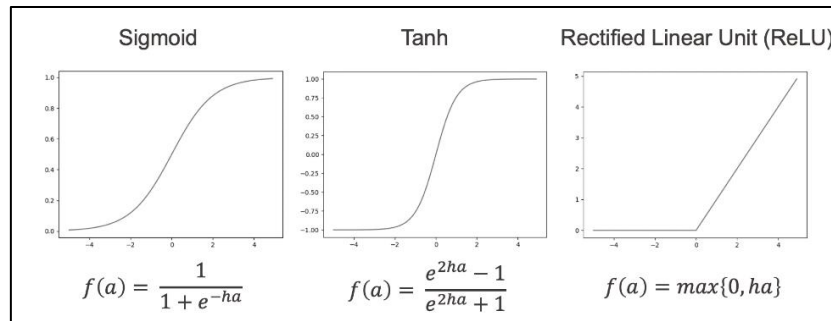 Sigmoid
Tanh
Rectified Linear Unit (ReLU)
1.0
0.8
0.6
0.4
0.2
0.0
−4 −2 0 2 4
1.00
0.75
0.50
0.25
0.00
−0.25
−0.50
−0.75
−1.00
−4 −2 0 2 4
5
4
3
2
1
0
−4 −2 0 2 4
f(a) = 1 / (1 + e^{−ha})
f(a) = (e^{2ha} − 1) / (e^{2ha} + 1)
f(a) = max{0, ha}